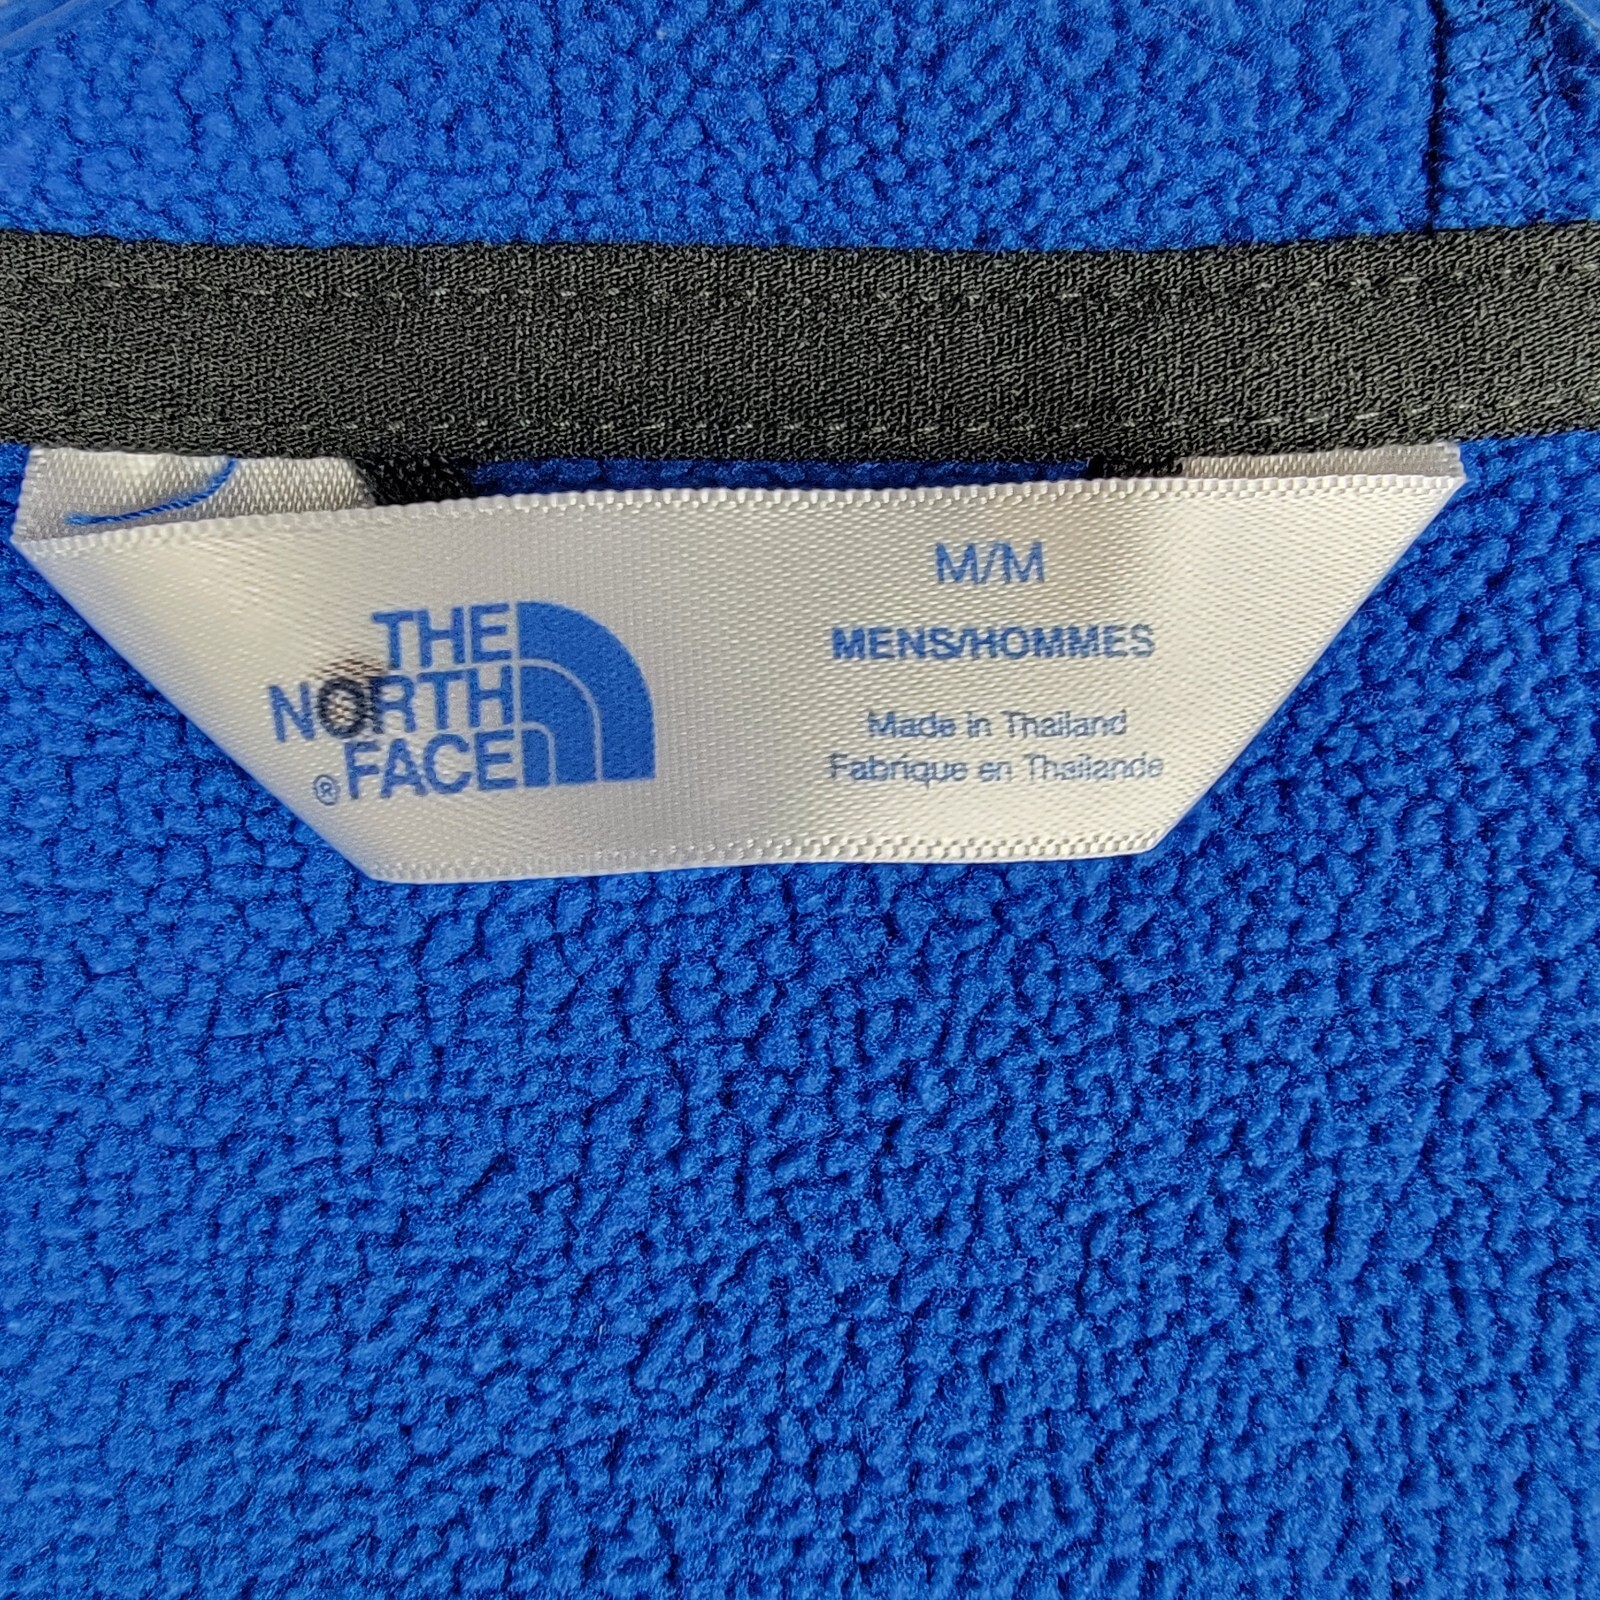 THE
NORTH
® FACE
M/M
MENS/HOMMES
Made in Thailand
Fabrique en Thailande